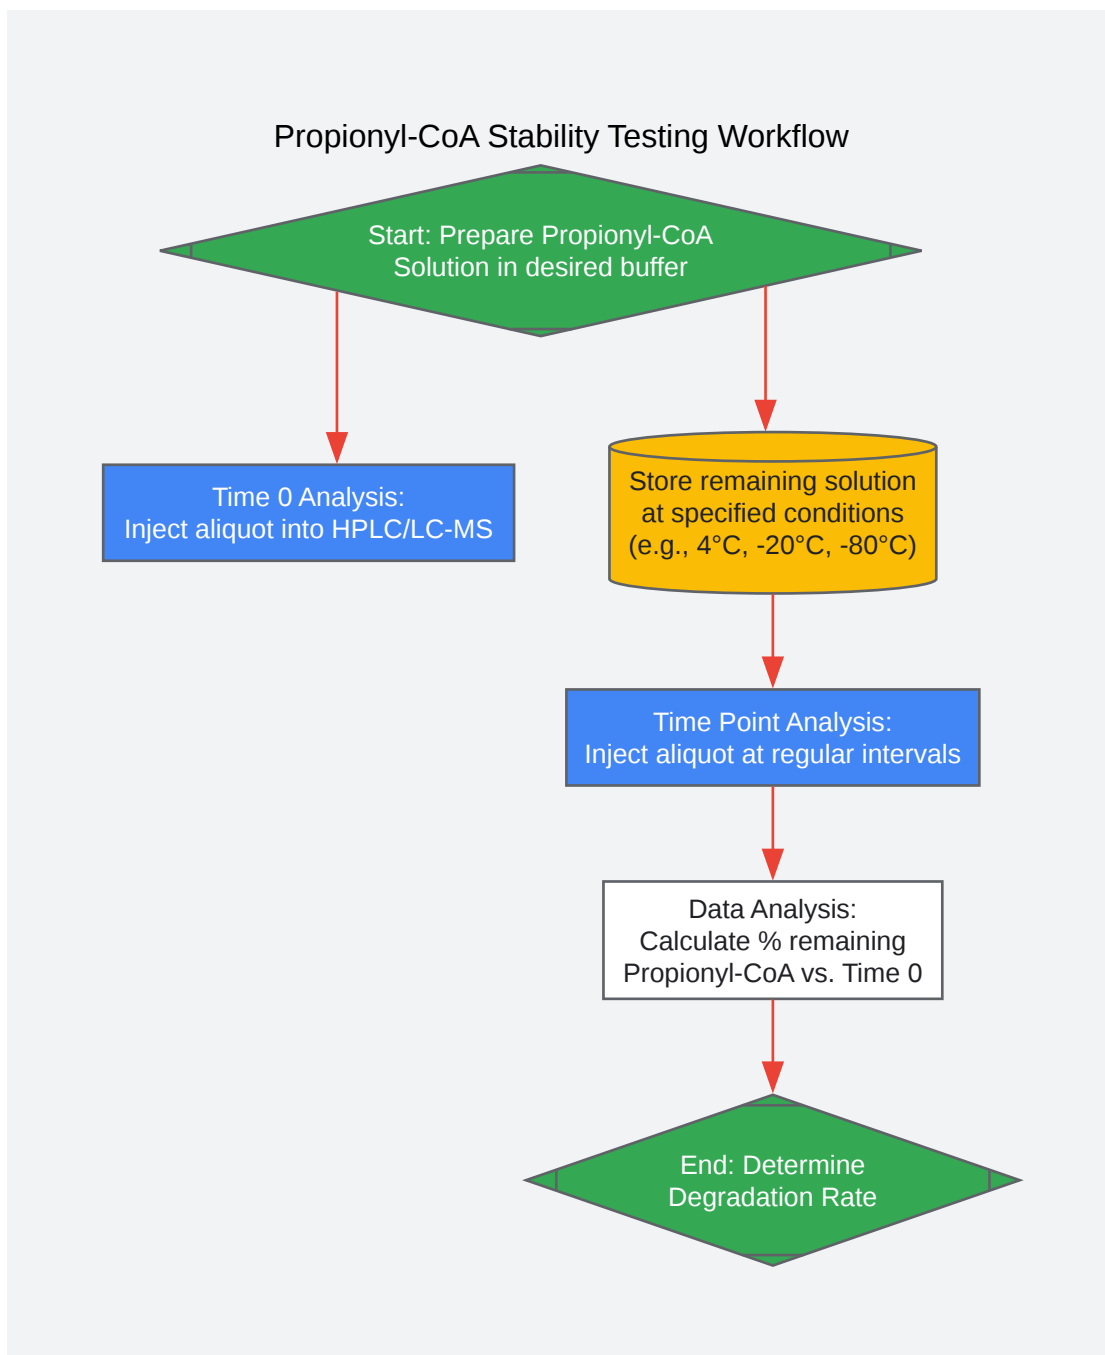 Propionyl-CoA Stability Testing Workflow
Start: Prepare Propionyl-CoA
Solution in desired buffer
Time 0 Analysis:
Inject aliquot into HPLC/LC-MS
Store remaining solution
at specified conditions
(e.g., 4°C, -20°C, -80°C)
Time Point Analysis:
Inject aliquot at regular intervals
Data Analysis:
Calculate % remaining
Propionyl-CoA vs. Time 0
End: Determine
Degradation Rate